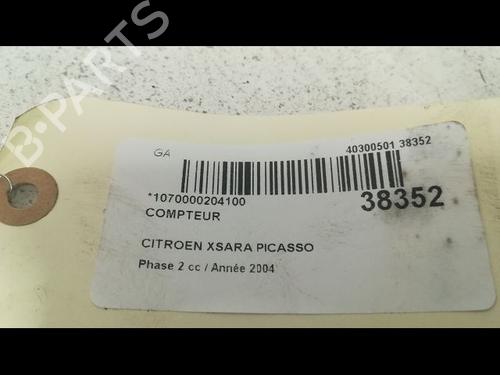 B-PARTS
GA
40300501 38352
*1070000204100
38352
COMPTEUR
CITROEN XSARA PICASSO
Phase 2 cc / Année 2004